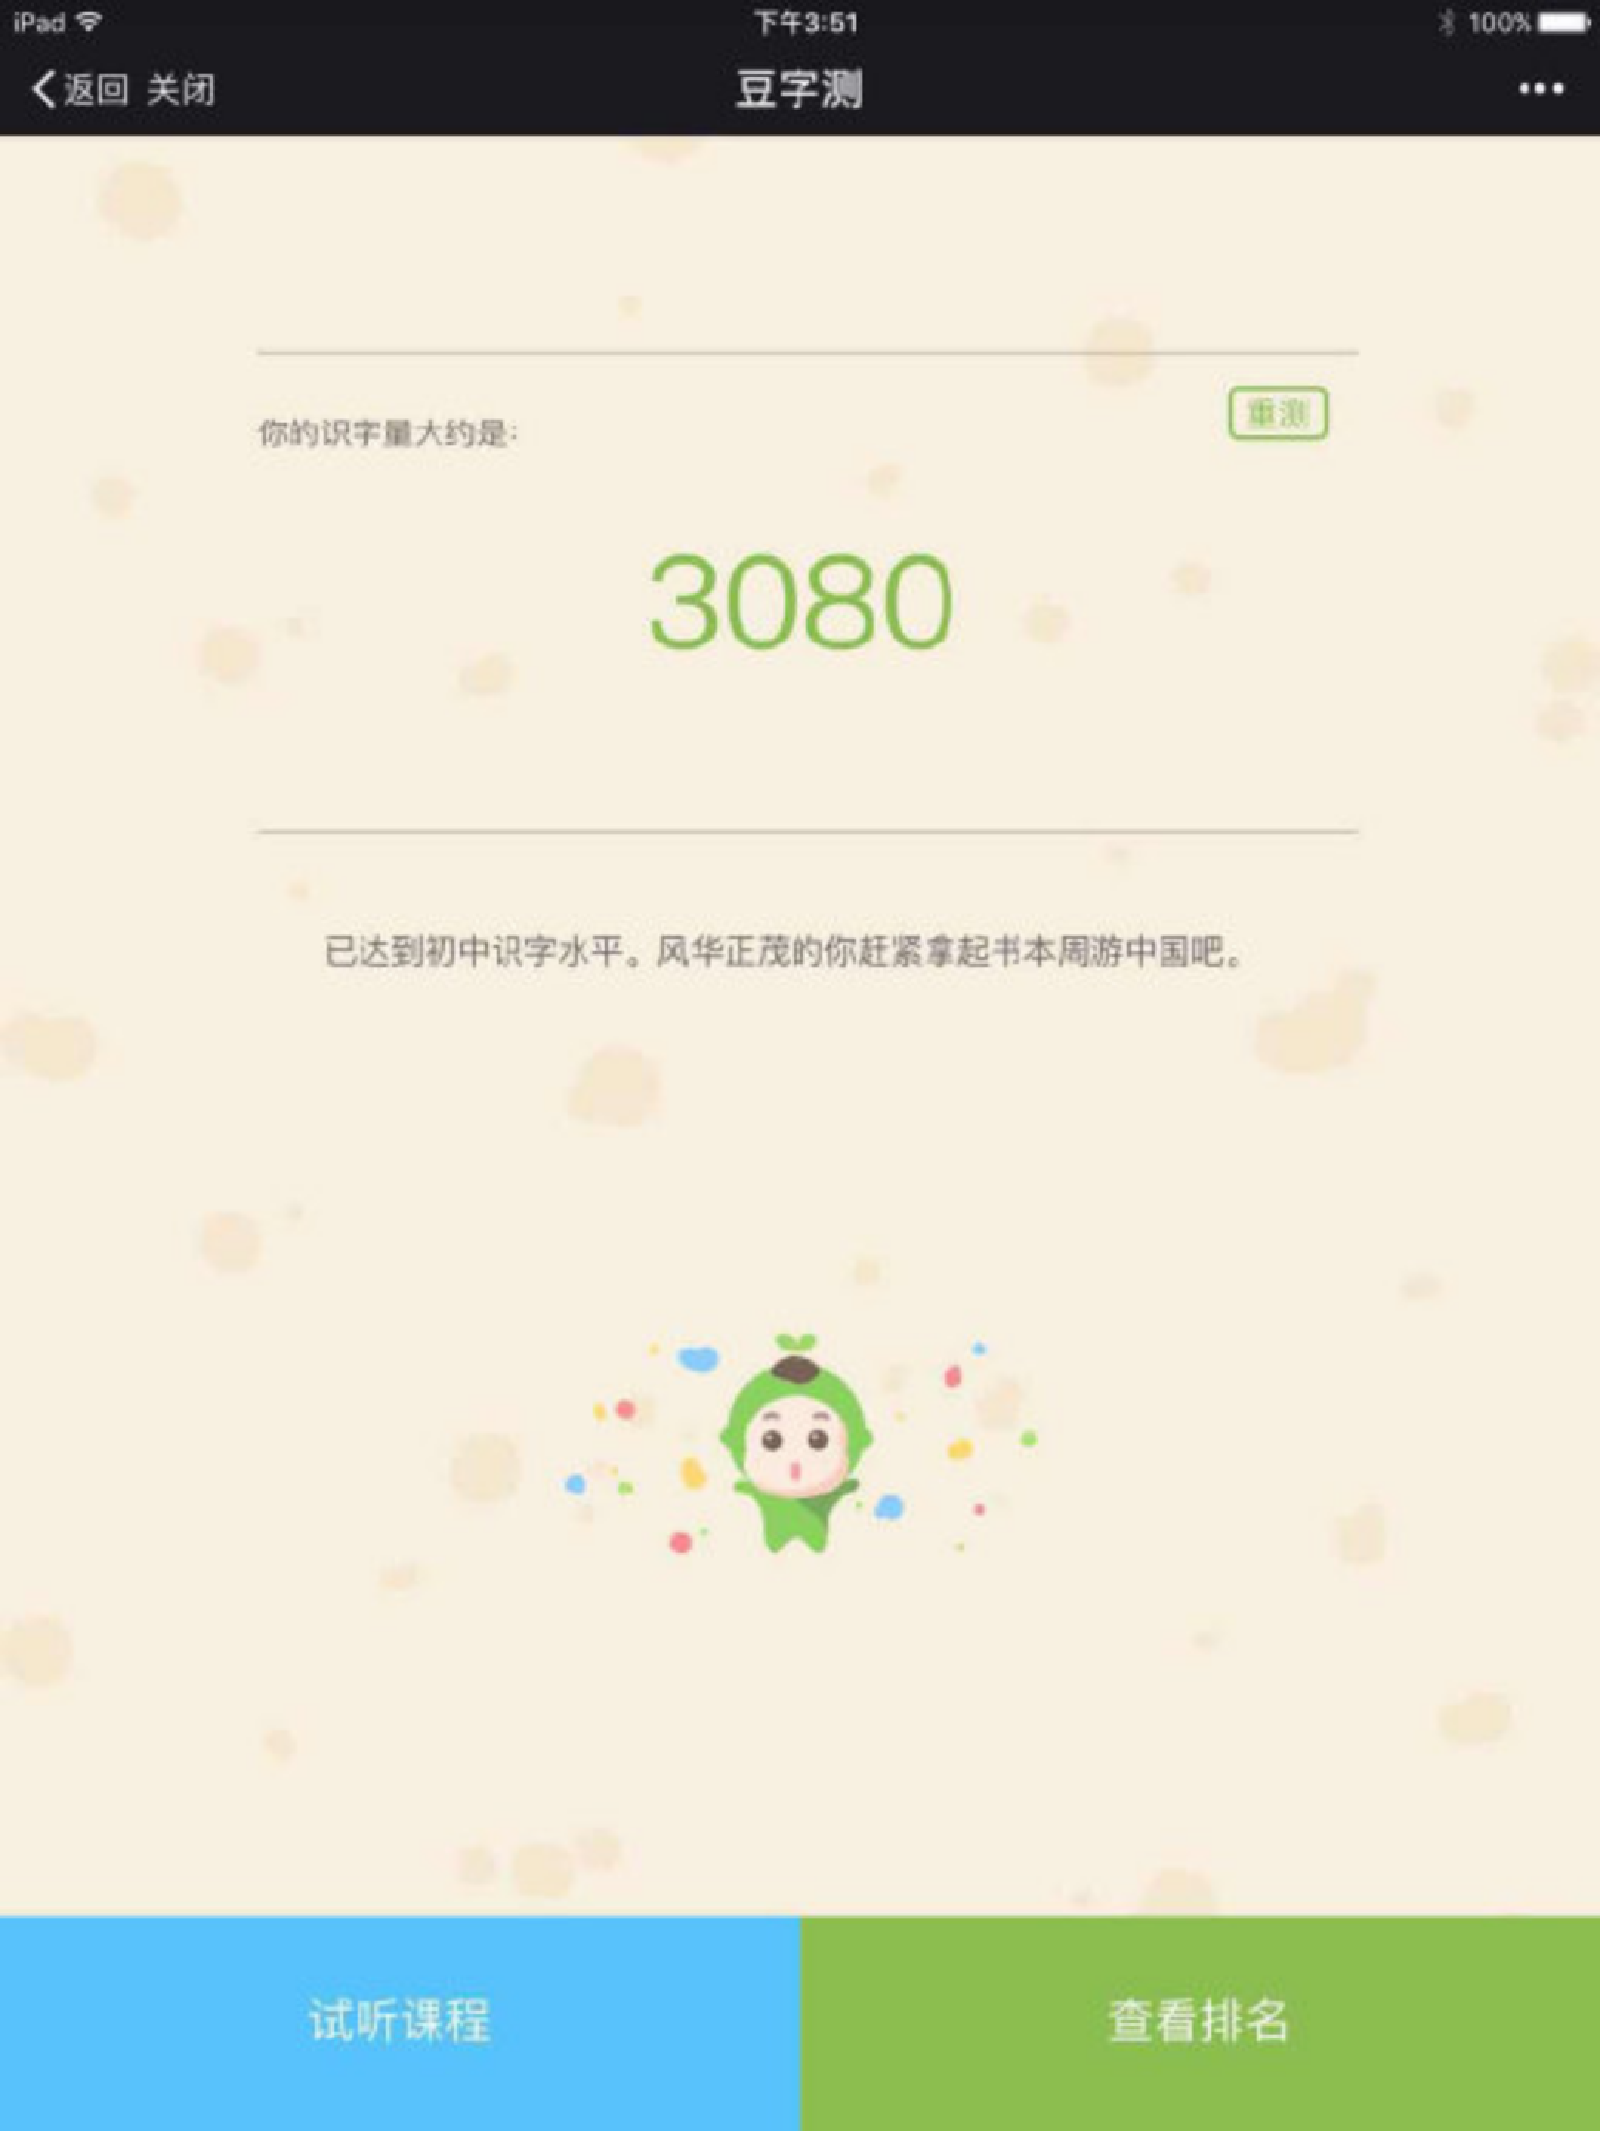 iPad 下午3:51 100%
返回 关闭 豆字测
你的识字量大约是: 重测
3080
已达到初中识字水平。风华正茂的你赶紧拿起书本周游中国吧。
试听课程 查看排名